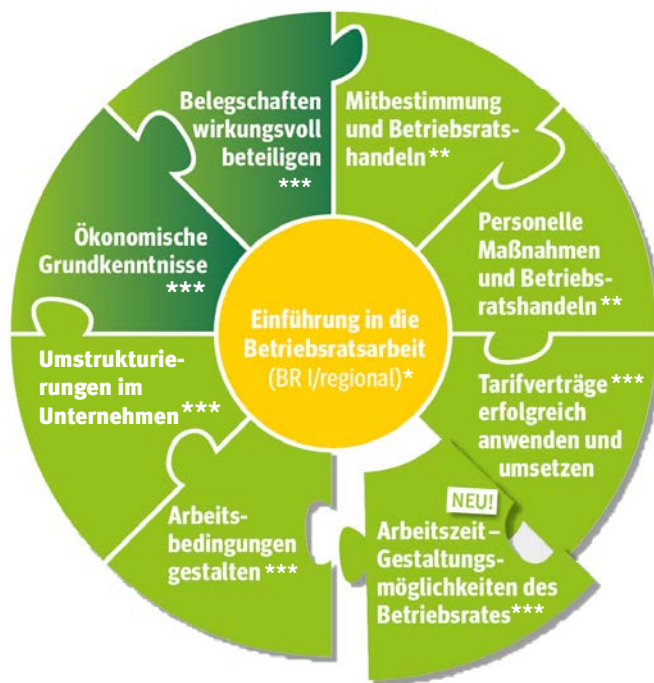 Belegschaften
wirkungsvoll
beteiligen
***
Mitbestimmung
und Betriebsrats-
handeln**
Personelle
Maßnahmen
und Betriebs-
ratshandeln**
Tarifverträge***
erfolgreich
anwenden und
umsetzen
NEU!
Arbeitszeit –
Gestaltungs-
möglichkeiten des
Betriebsrates***
Arbeits-
bedingungen
gestalten***
Umstrukturie-
rungen im
Unternehmen***
Ökonomische
Grundkenntnisse
***
Einführung in die
Betriebsratsarbeit
(BR I/regional)*